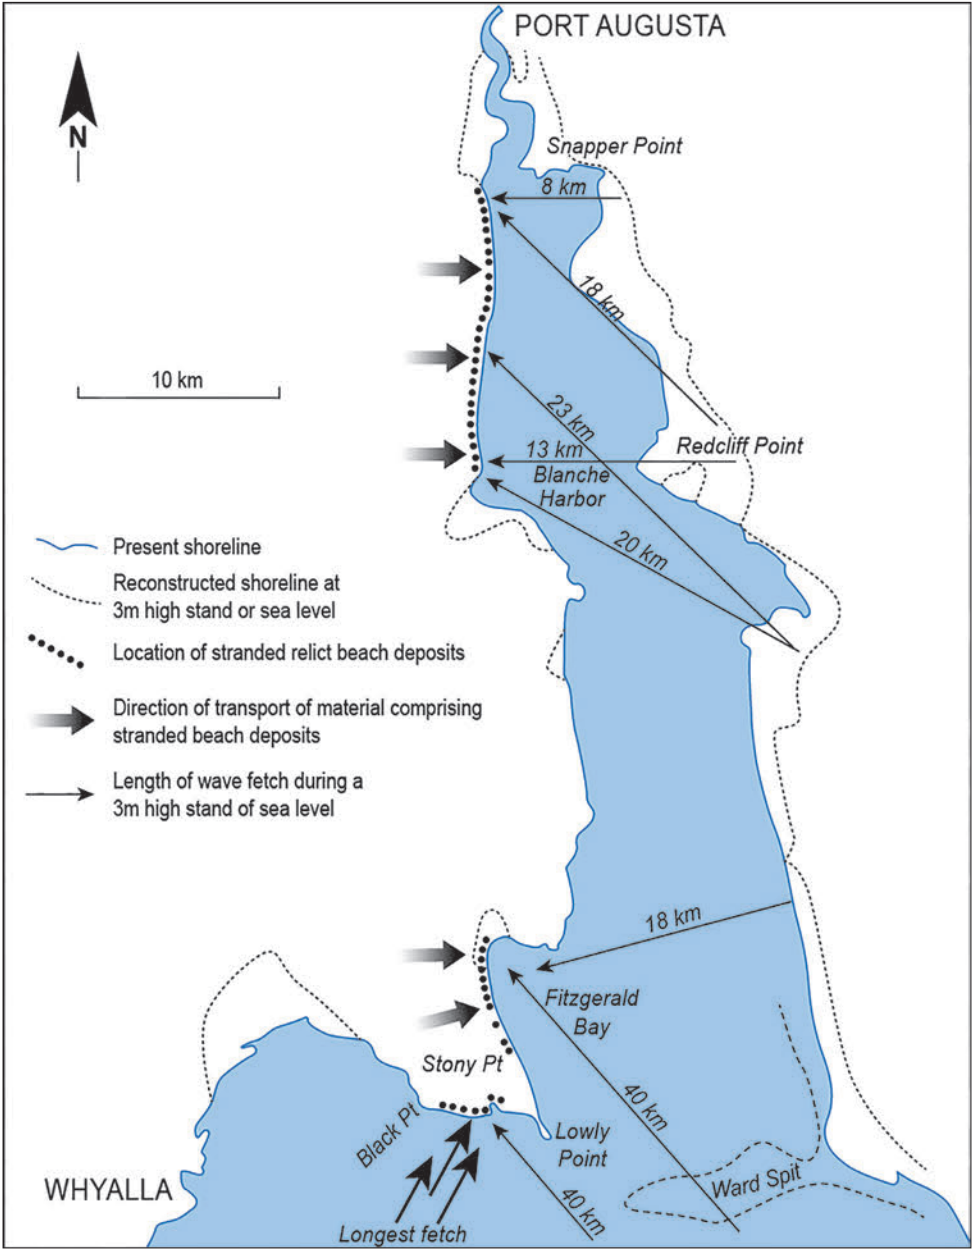 PORT AUGUSTA
N
Snapper Point
8 km
18 km
10 km
23 km
Redcliff Point
13 km
Blanche
Harbor
20 km
Present shoreline
Reconstructed shoreline at
3m high stand or sea level
Location of stranded relict beach deposits
Direction of transport of material comprising
stranded beach deposits
Length of wave fetch during a
3m high stand of sea level
18 km
Fitzgerald
Bay
Stony Pt
40 km
Black Pt
Lowly
Point
Ward Spit
WHYALLA
40 km
Longest fetch